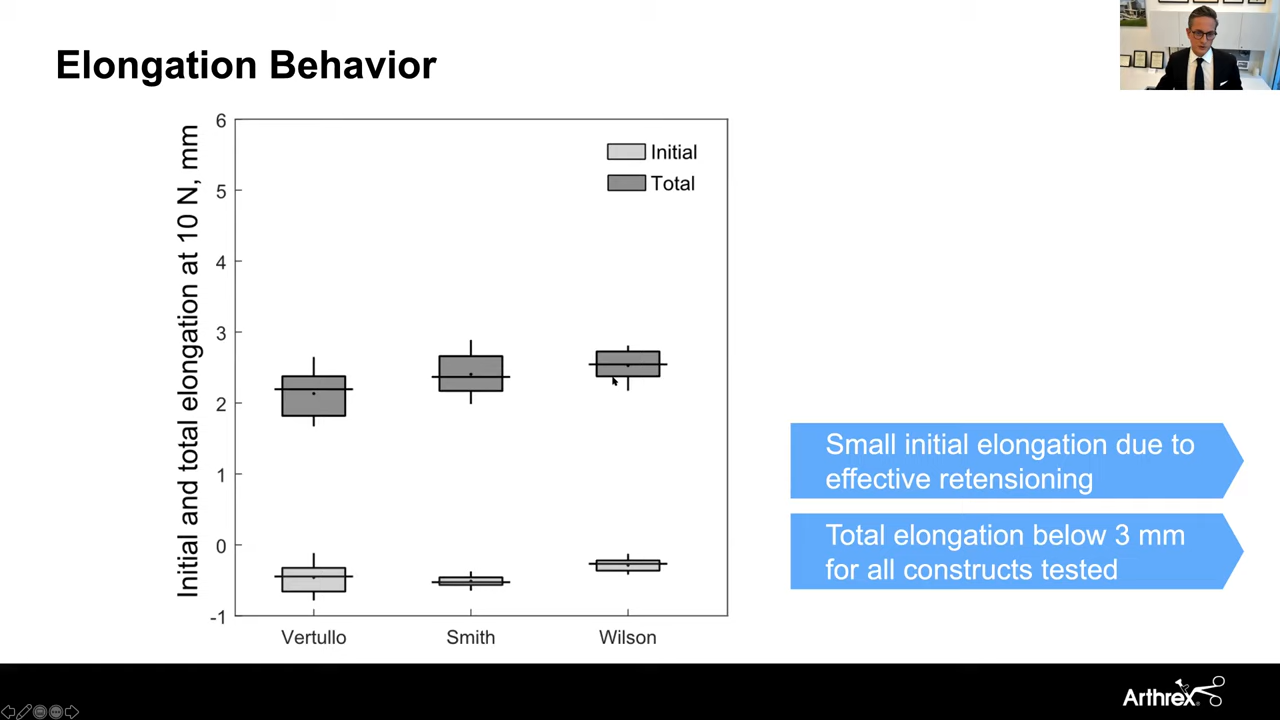 Elongation Behavior
Initial and total elongation at 10 N, mm
6
5
4
3
2
1
0
-1
Initial
Total
Vertullo
Smith
Wilson
Small initial elongation due to
effective retensioning
Total elongation below 3 mm
for all constructs tested
Arthrex